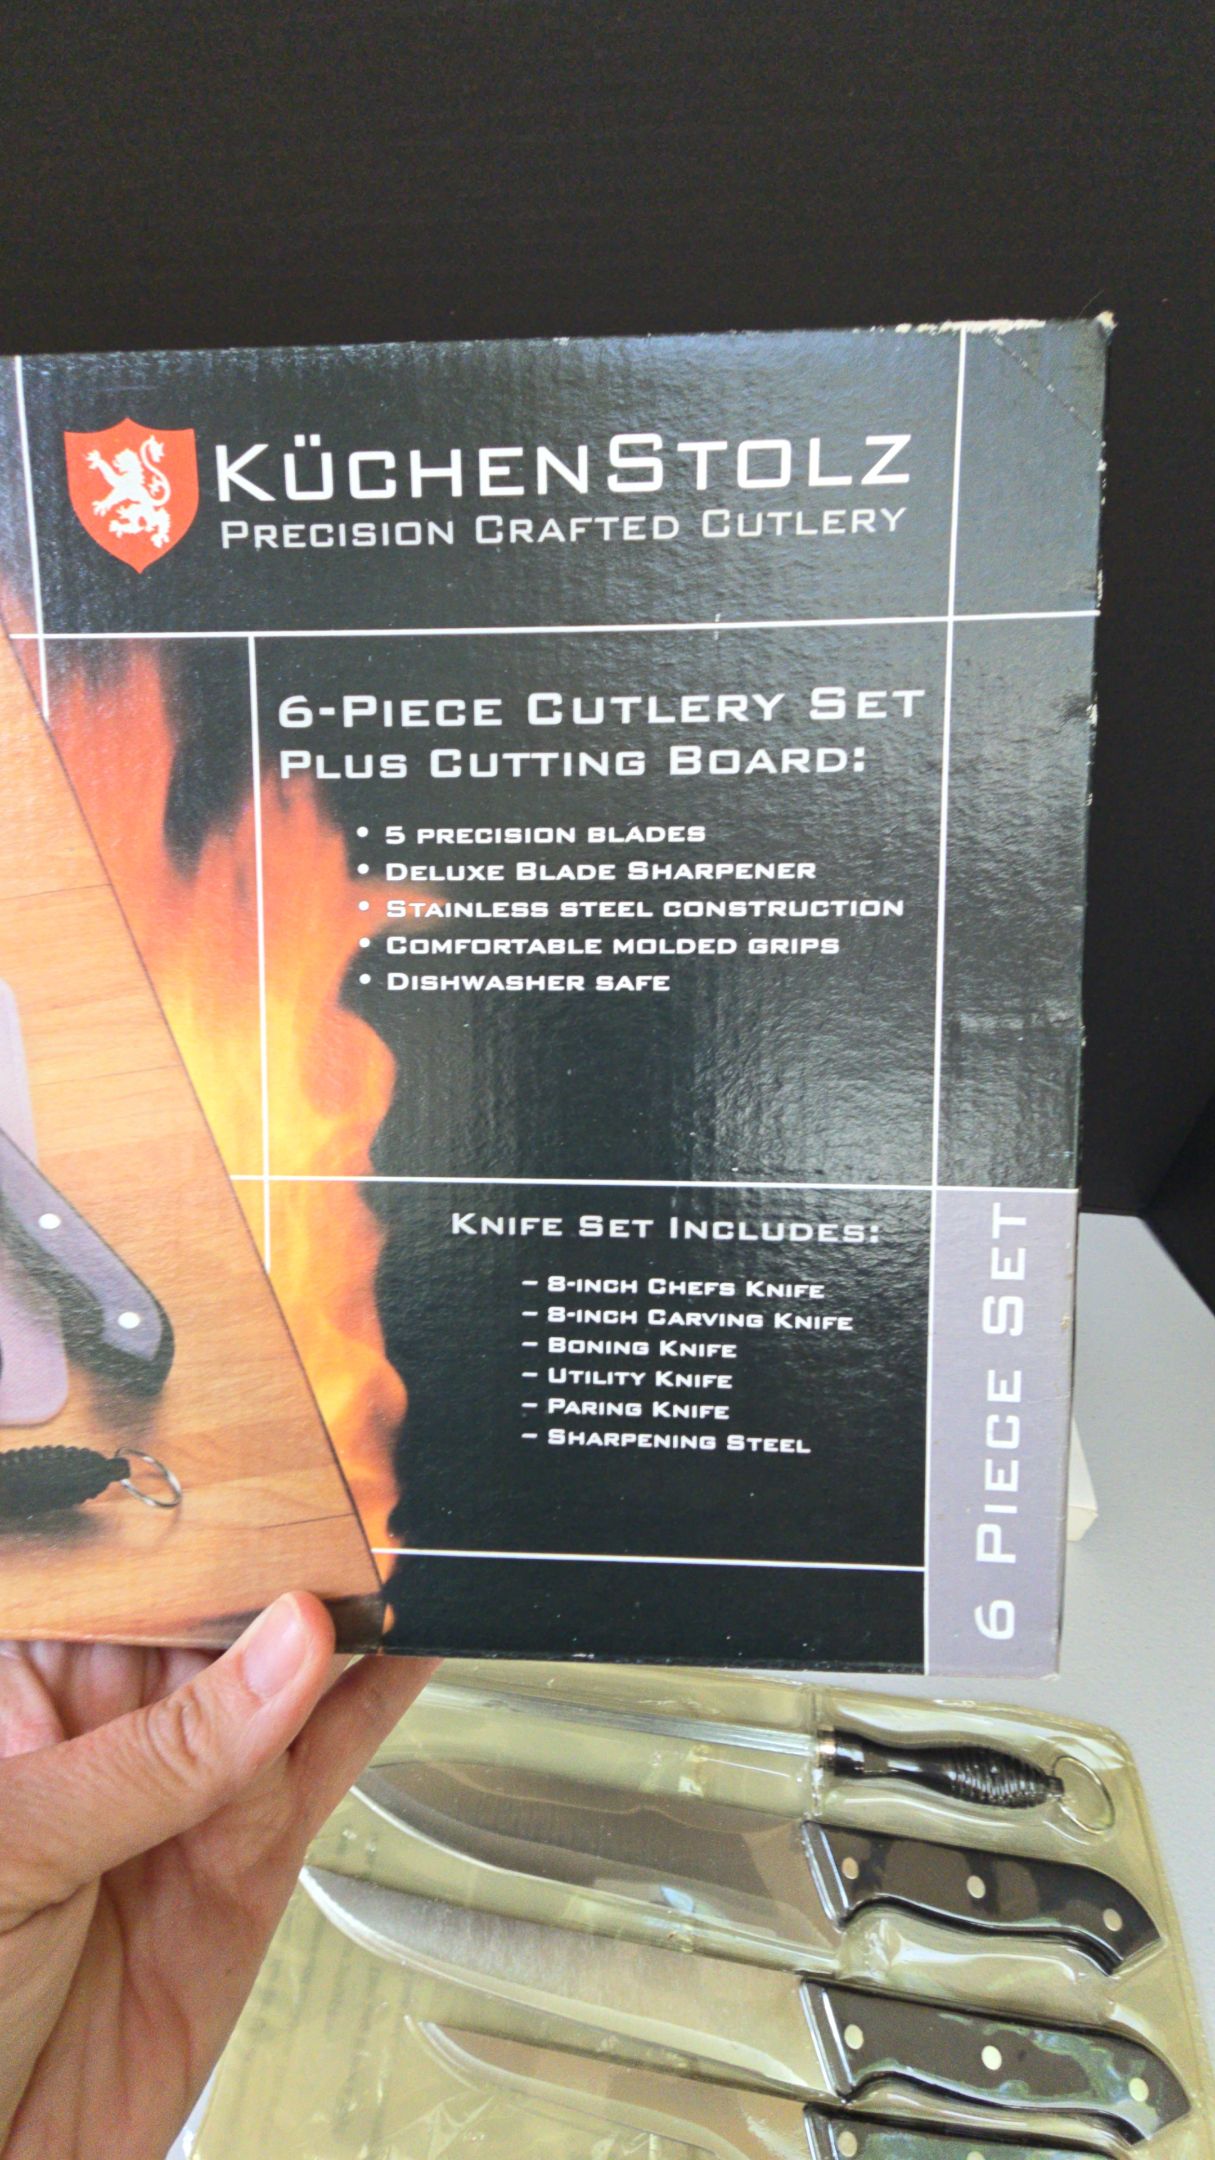 KüchenStolz
Precision Crafted Cutlery
6-Piece Cutlery Set
Plus Cutting Board:
• 5 precision blades
• Deluxe Blade Sharpener
• Stainless steel construction
• Comfortable molded grips
• Dishwasher safe
Knife Set Includes:
– 8-inch Chefs Knife
– 8-inch Carving Knife
– Boning Knife
– Utility Knife
– Paring Knife
– Sharpening Steel
6 Piece Set